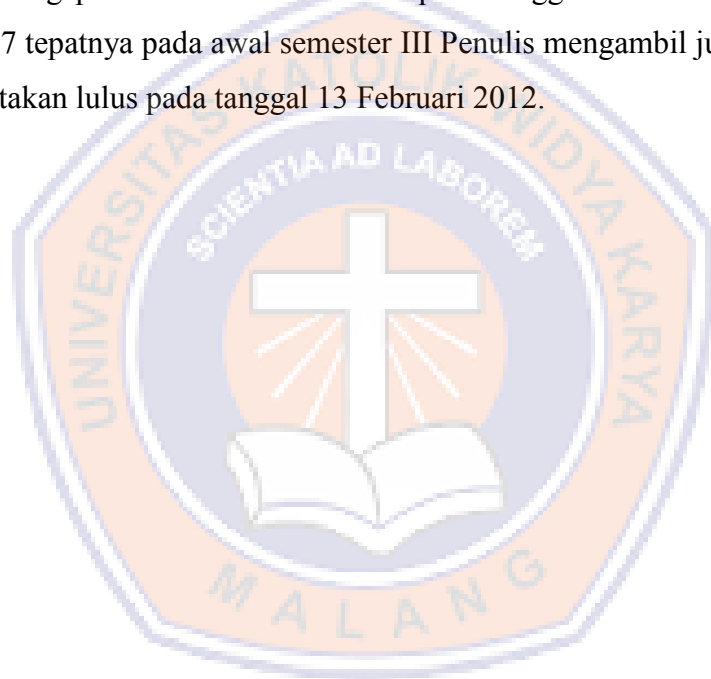 7 tepatnya pada awal semester III Penulis mengambil
takan lulus pada tanggal 13 Februari 2012.
UNIVERSITAS KATOLIK WIDYA KARYA
SCIENTIA AD LABOREM
MALANG